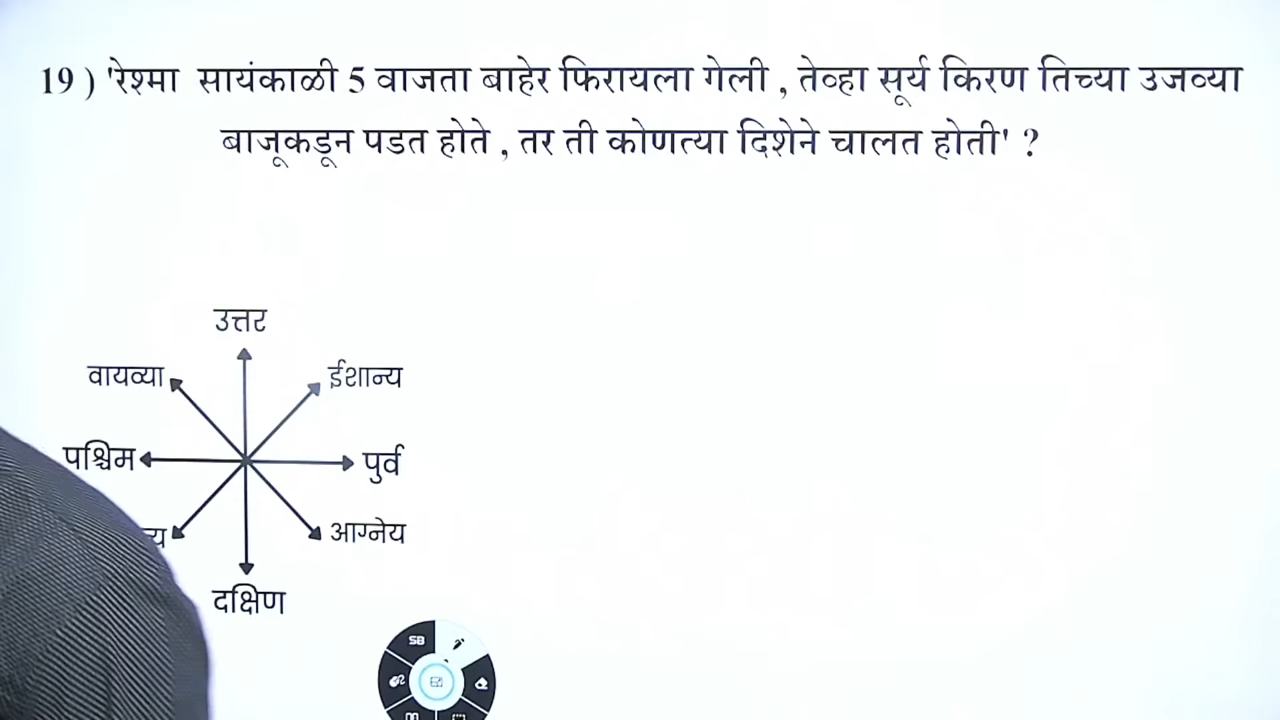 19 ) 'रेश्मा सायंकाळी 5 वाजता बाहेर फिरायला गेली , तेव्हा सूर्य किरण तिच्या उजव्या
बाजूकडून पडत होते , तर ती कोणत्या दिशेने चालत होती' ?
उत्तर
वायव्या
ईशान्य
पश्चिम
पुर्व
आग्नेय
दक्षिण
SB